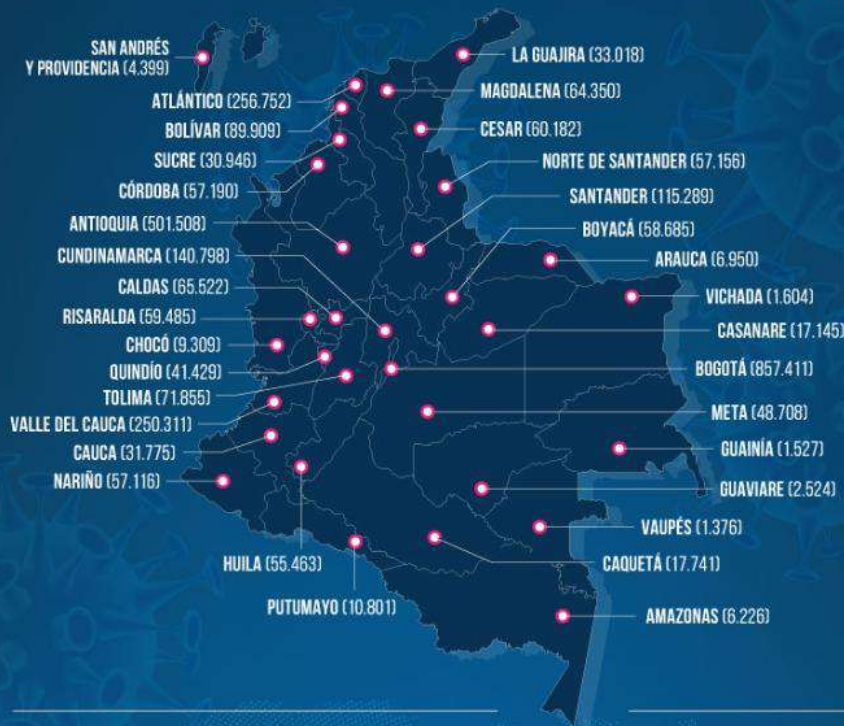 SAN ANDRÉS
Y PROVIDENCIA (4.399)
ATLÁNTICO (256.752)
BOLÍVAR (89.909)
SUCRE (30.946)
CÓRDOBA (57.190)
ANTIOQUIA (501.508)
CUNDINAMARCA (140.798)
CALDAS (65.522)
RISARALDA (59.485)
CHOCÓ (9.309)
QUINDÍO (41.429)
TOLIMA (71.855)
VALLE DEL CAUCA (250.311)
CAUCA (31.775)
NARIÑO (57.116)
HUILA (55.463)
PUTUMAYO (10.801)
LA GUAJIRA (33.018)
MAGDALENA (64.350)
CESAR (60.182)
NORTE DE SANTANDER (57.156)
SANTANDER (115.289)
BOYACÁ (58.685)
ARAUCA (6.950)
VICHADA (1.604)
CASANARE (17.145)
BOGOTÁ (857.411)
META (48.708)
GUAINÍA (1.527)
GUAVIARE (2.524)
VAUPÉS (1.376)
CAQUETÁ (17.741)
AMAZONAS (6.226)